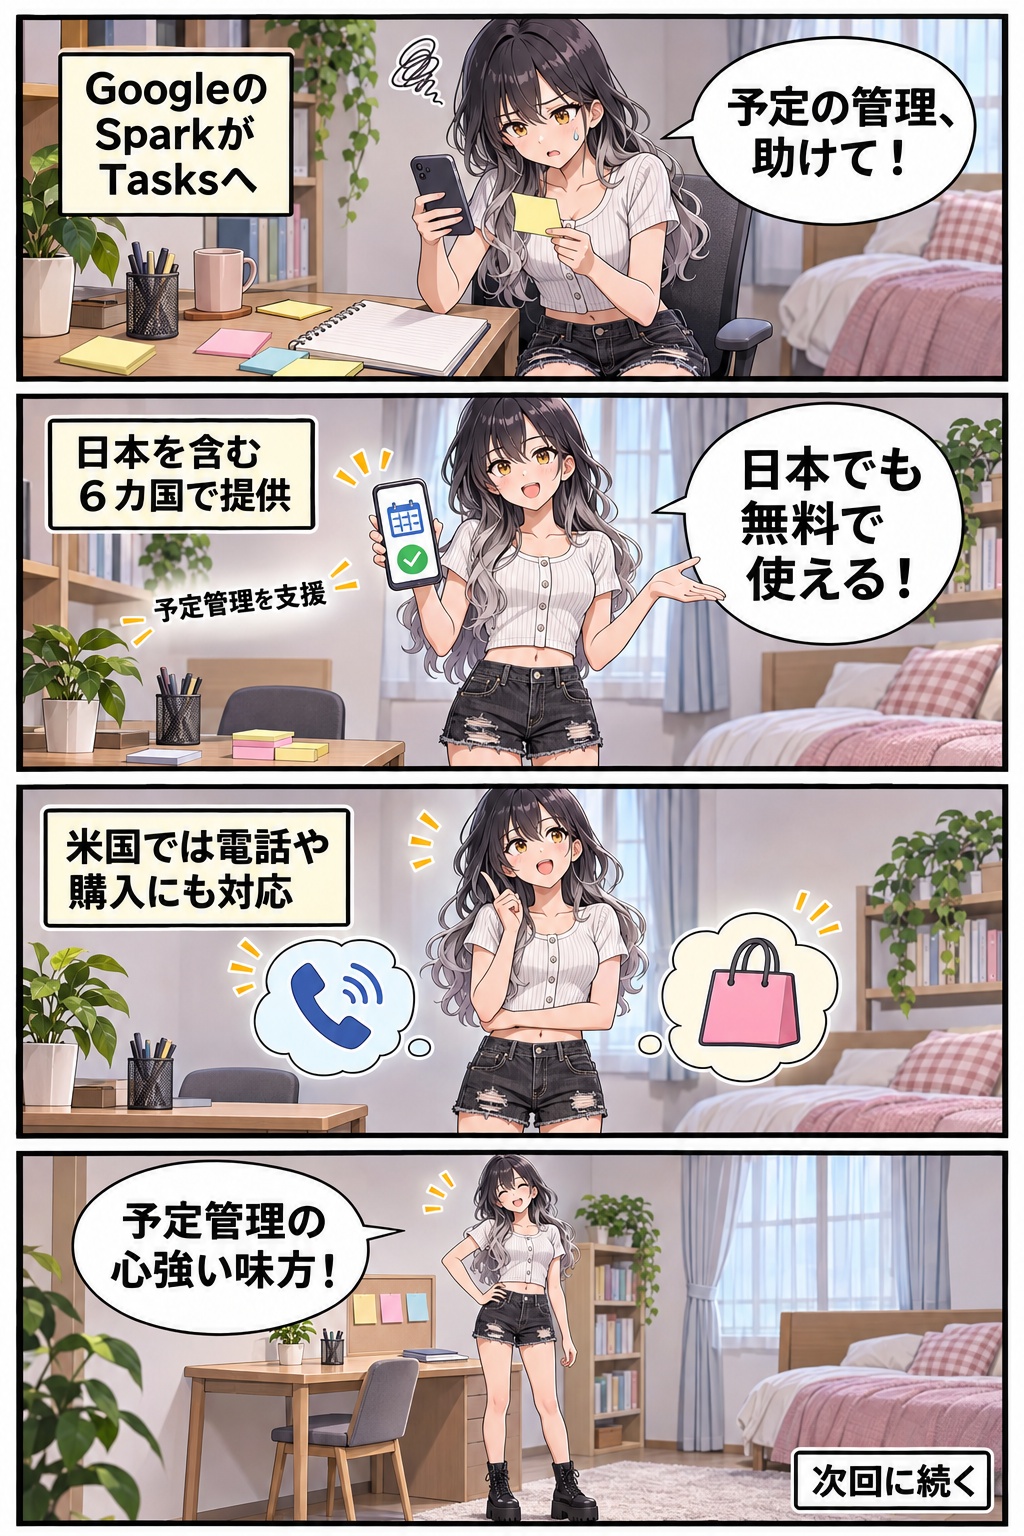 Googleの
Sparkが
Tasksへ
予定の管理、
助けて！
日本を含む
６カ国で提供
日本でも
無料で
使える！
予定管理を支援
米国では電話や
購入にも対応
予定管理の
心強い味方！
次回に続く